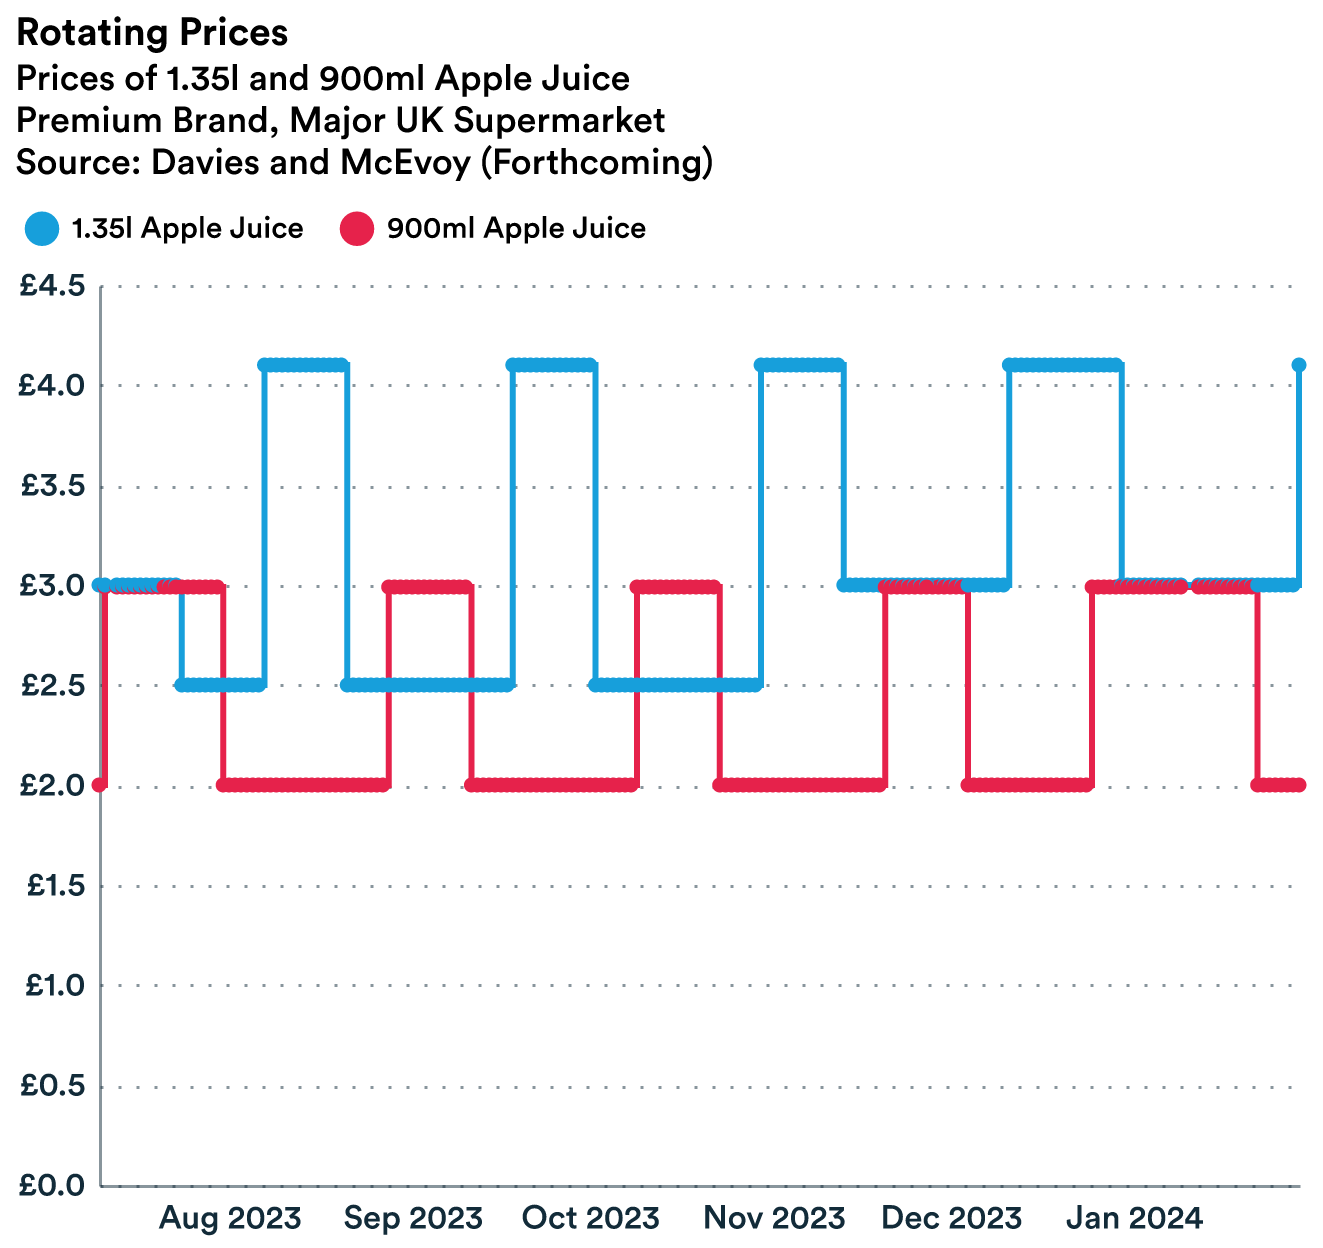 Rotating Prices
Prices of 1.35l and 900ml Apple Juice
Premium Brand, Major UK Supermarket
Source: Davies and McEvoy (Forthcoming)
1.35l Apple Juice 900ml Apple Juice
£4.5
£4.0
£3.5
£3.0
£2.5
£2.0
£1.5
£1.0
£0.5
£0.0
Aug 2023 Sep 2023 Oct 2023 Nov 2023 Dec 2023 Jan 2024